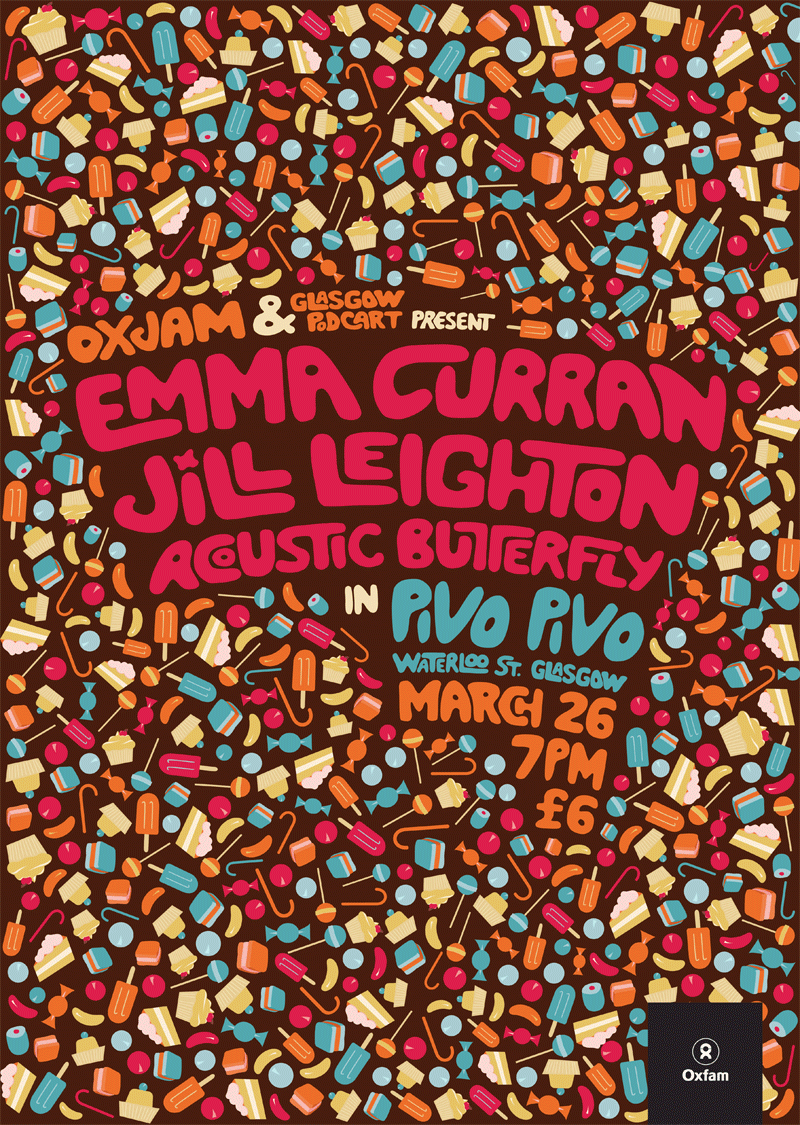 OXJAM & GLASGOW PODCART PRESENT
EMMA CURRAN
JiLL LEIGHTON
ACOUSTIC BUTTERFLY
IN PiVO PiVO
WATERLOO ST. GLASGOW
MARCH 26
7PM
£6
Oxfam